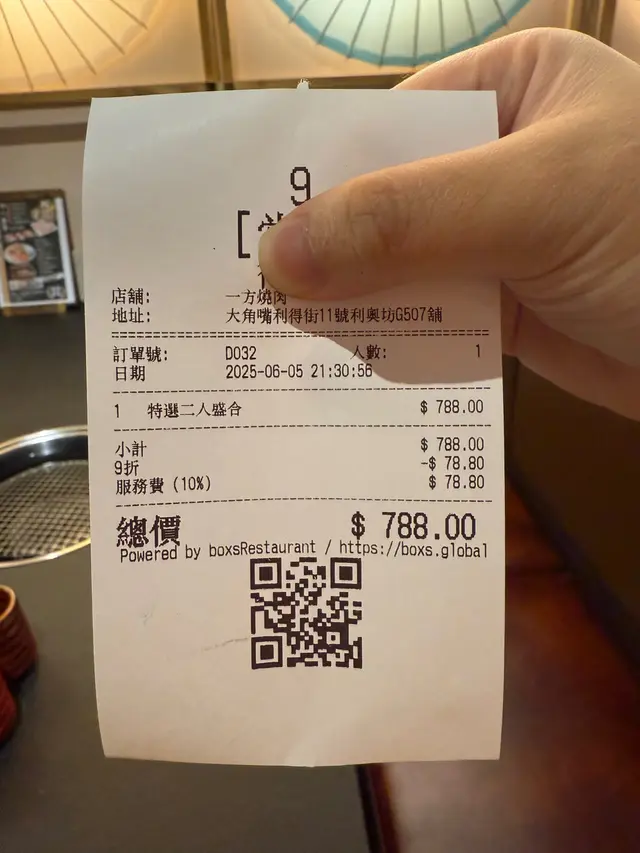 9
[
店舖: 一方燒肉
地址: 大角嘴利得街11號利奧坊G507舖
訂單號: D032 人數: 1
日期 2025-06-05 21:30:56
1 特選二人盛合 $ 788.00
小計 $ 788.00
9折 -$ 78.80
服務費 (10%) $ 78.80
總價 $ 788.00
Powered by boxsRestaurant / https://boxs.global